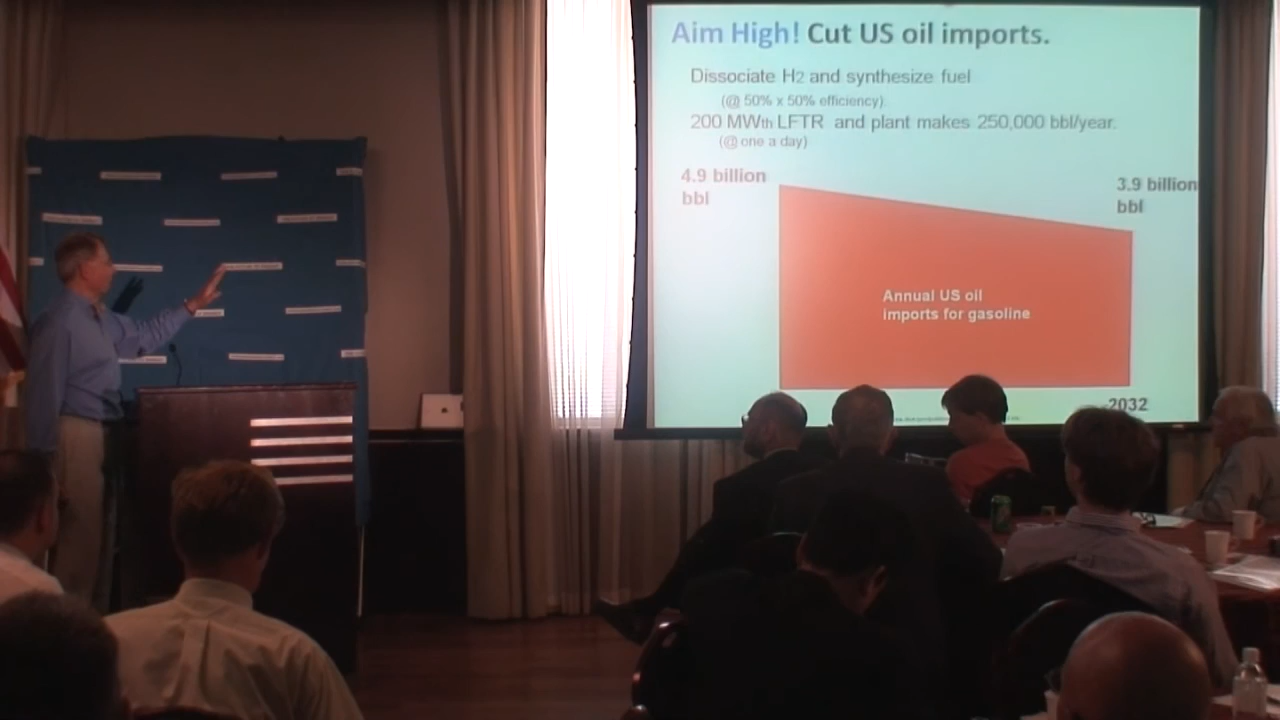 Aim High! Cut US oil imports.
Dissociate H2 and synthesize fuel
(@ 50% x 50% efficiency).
200 MWth LFTR and plant makes 250,000 bbl/year.
(@ one a day)
4.9 billion
bbl
3.9 billion
bbl
Annual US oil
imports for gasoline
2032